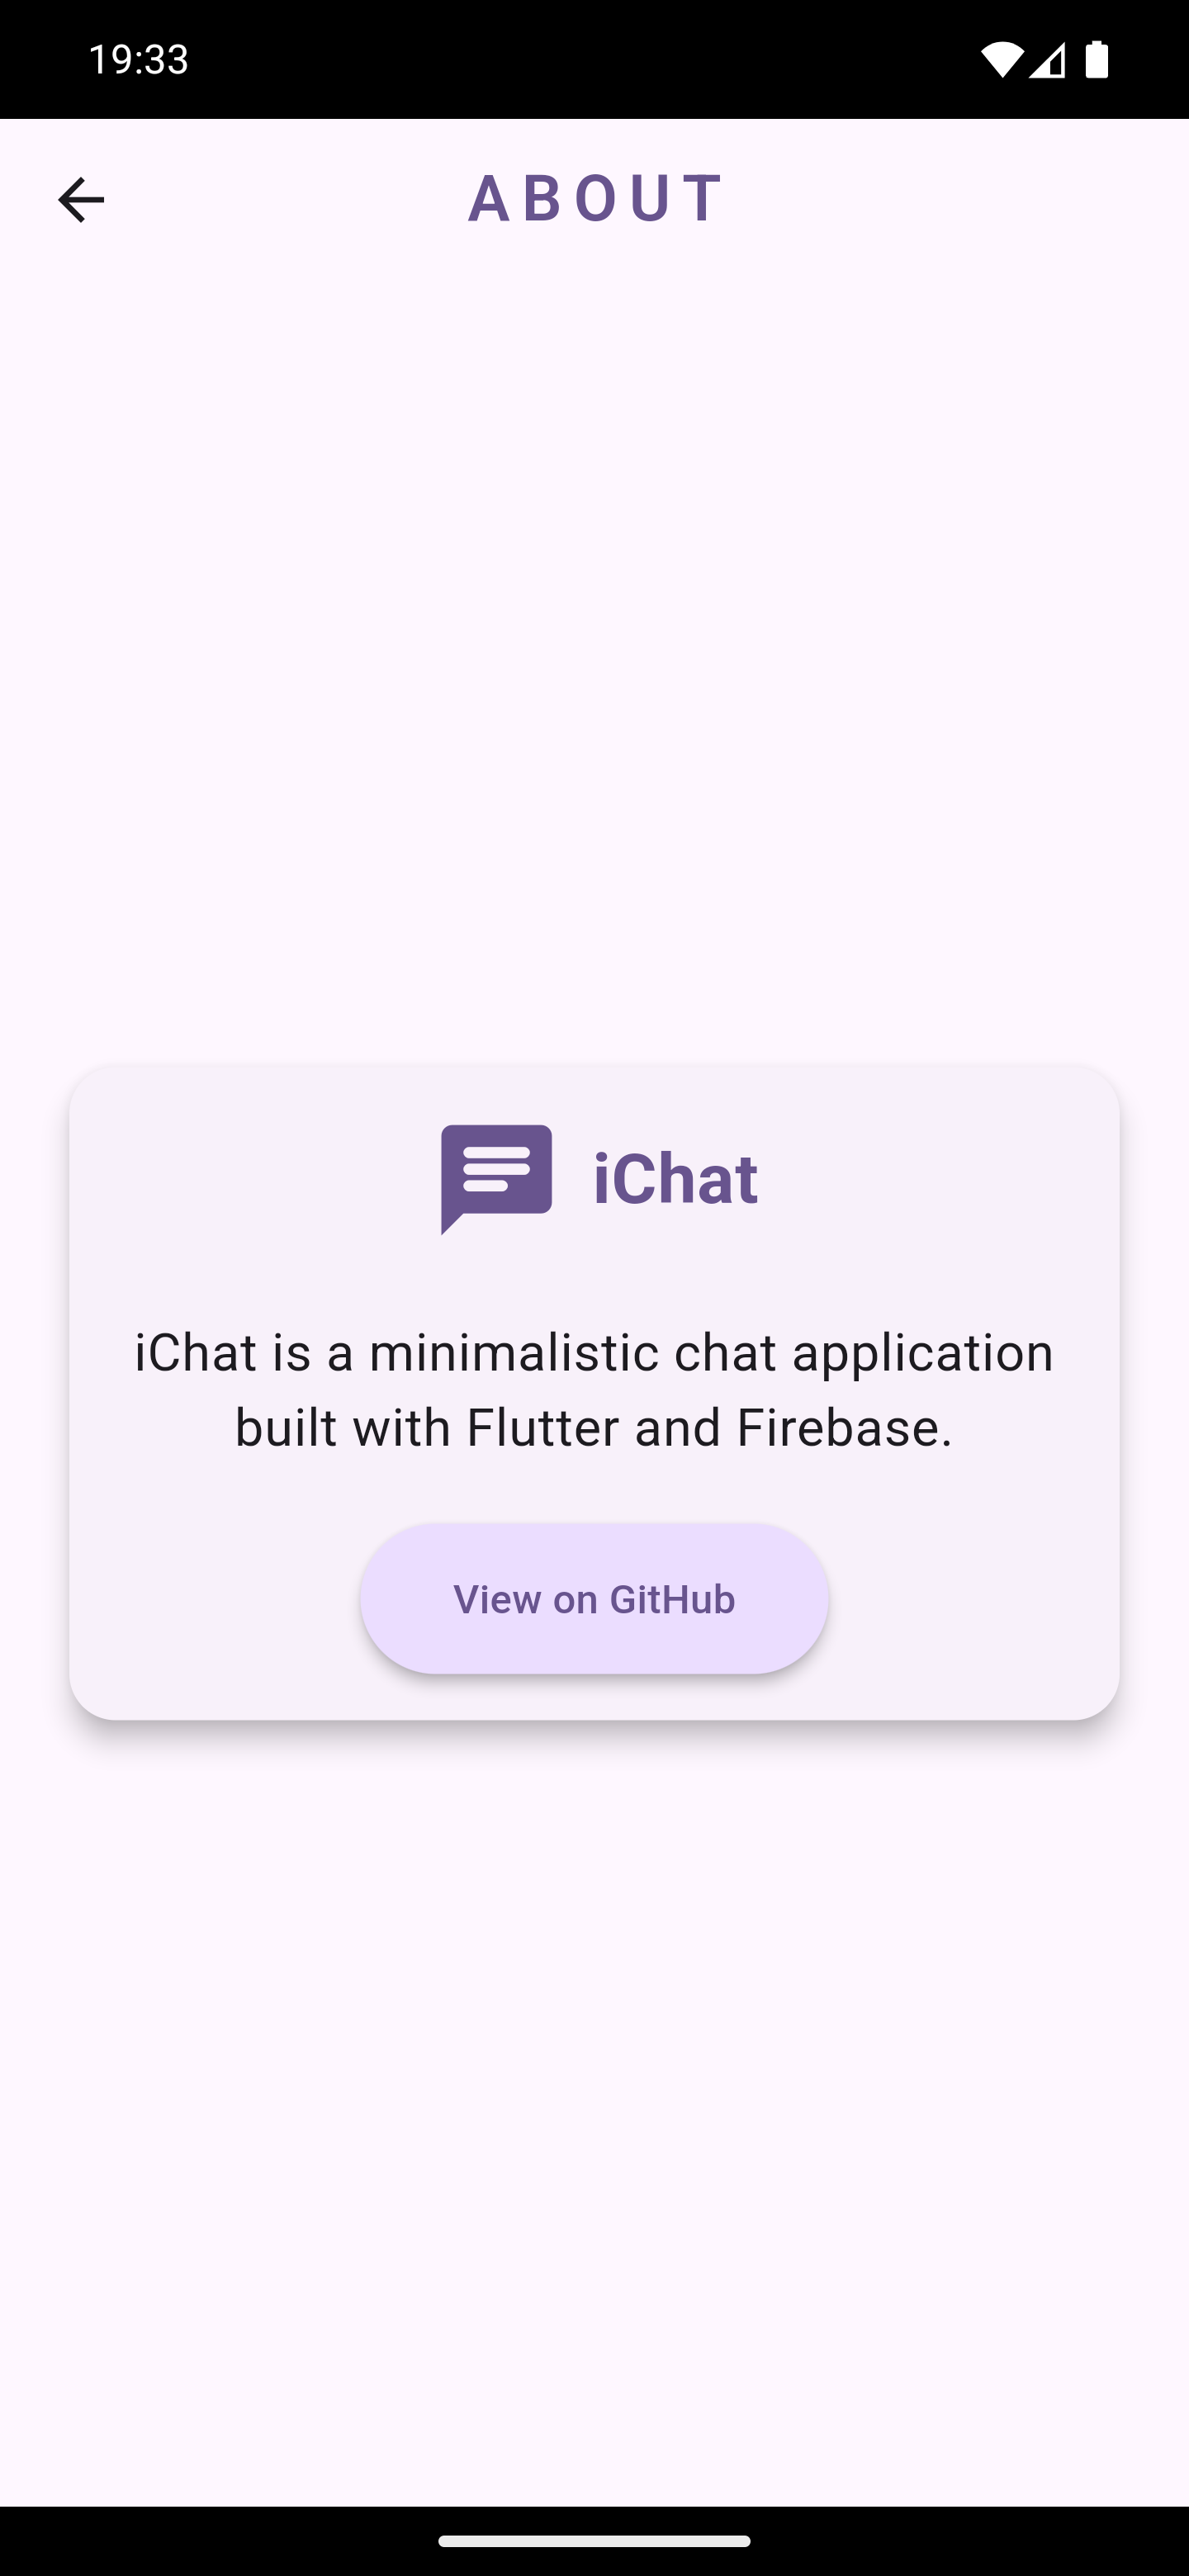 19:33
ABOUT
iChat
iChat is a minimalistic chat application
built with Flutter and Firebase.
View on GitHub